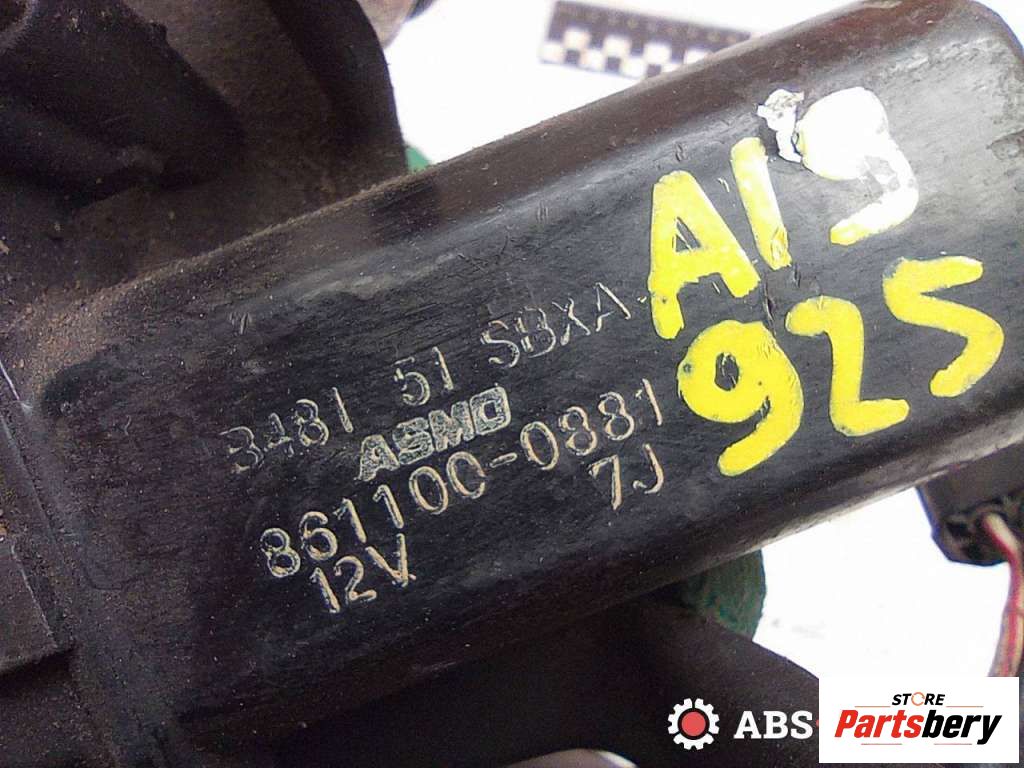 A19
925
3481 51 SBXA
ASMO
861100-0881
12V 7J
ABS
STORE
Partsbery